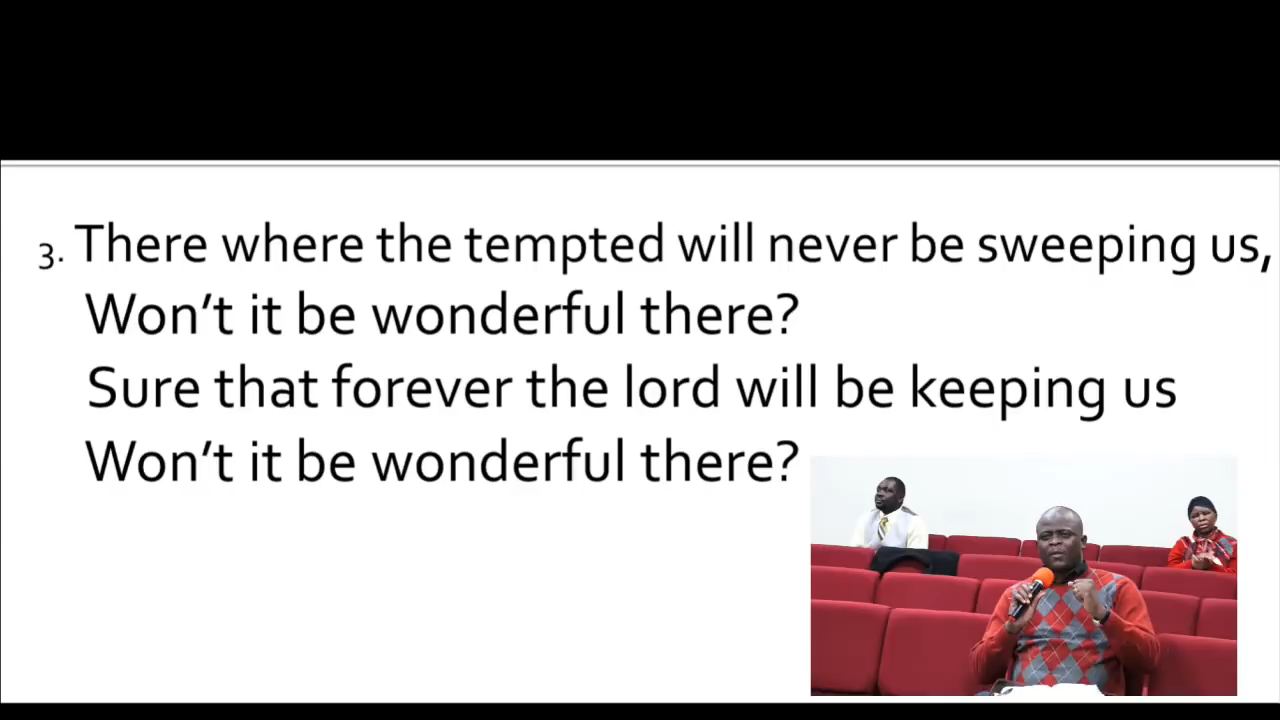 3. There where the tempted will never be sweeping us,
Won't it be wonderful there?
Sure that forever the lord will be keeping us
Won't it be wonderful there?